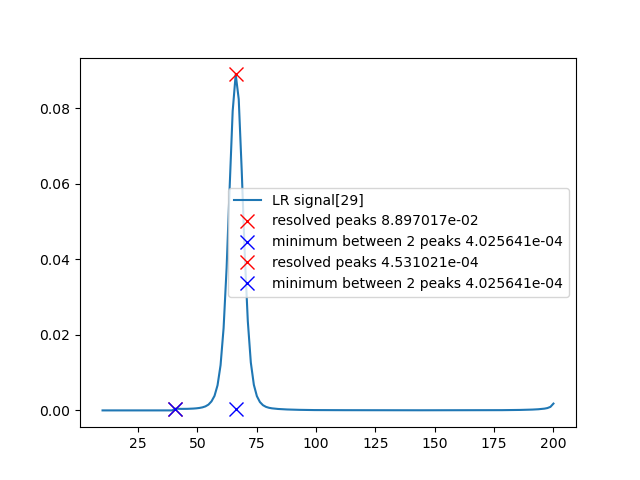 0.08
0.06
0.04
0.02
0.00
LR signal[29]
resolved peaks 8.897017e-02
minimum between 2 peaks 4.025641e-04
resolved peaks 4.531021e-04
minimum between 2 peaks 4.025641e-04
25 50 75 100 125 150 175 200